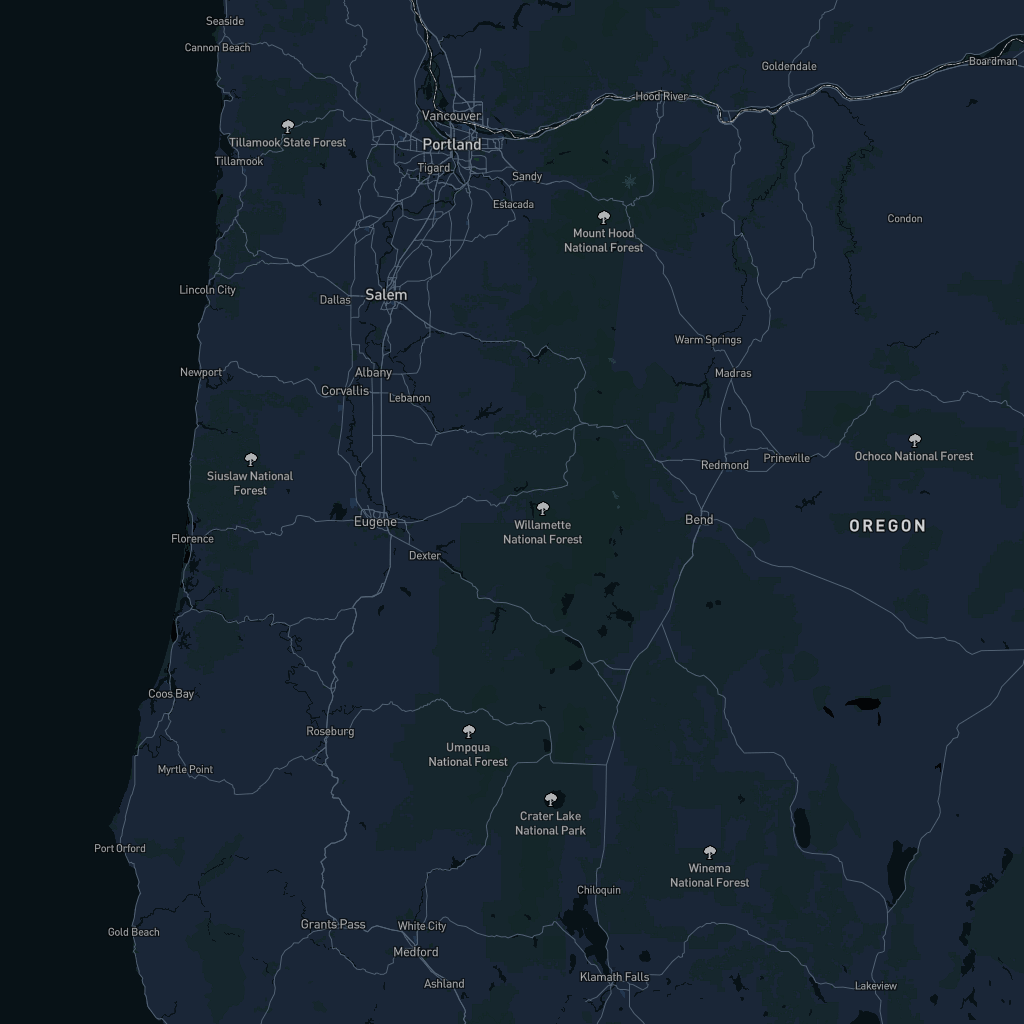 Seaside
Cannon Beach
Goldendale
Boardman
Hood River
Vancouver
Portland
Tillamook State Forest
Tillamook
Tigard
Sandy
Estacada
Condon
Mount Hood
National Forest
Lincoln City
Dallas
Salem
Warm Springs
Newport
Albany
Madras
Corvallis
Lebanon
Siuslaw National
Forest
Redmond
Prineville
Ochoco National Forest
Eugene
Willamette
National Forest
Bend
OREGON
Florence
Dexter
Coos Bay
Roseburg
Umpqua
National Forest
Myrtle Point
Crater Lake
National Park
Port Orford
Winema
National Forest
Chiloquin
Gold Beach
Grants Pass
White City
Medford
Ashland
Klamath Falls
Lakeview